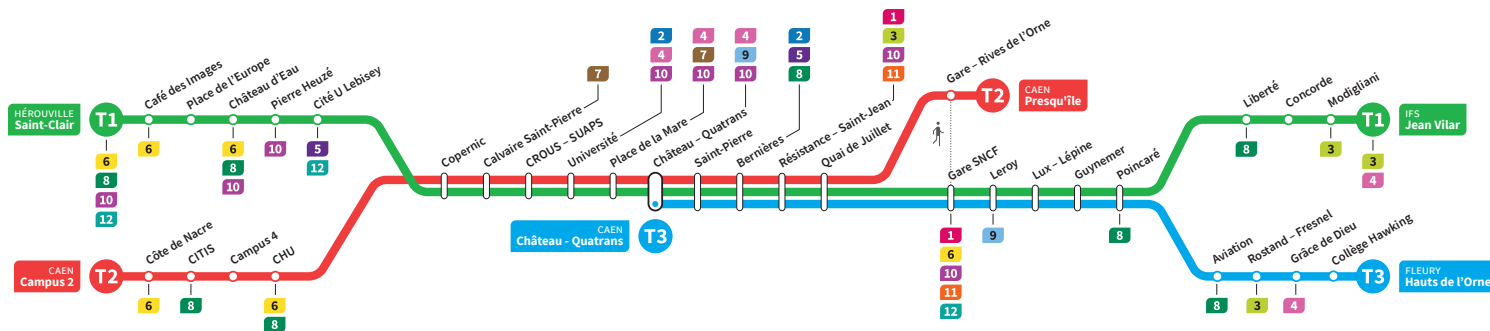 HÉROUVILLE
Saint-Clair
T1
6
8
10
12
Café des Images
6
Place de l'Europe
Château d'Eau
6
8
10
Pierre Heuzé
10
Cité U Lebisey
5
12
CAEN
Campus 2
T2
Côte de Nacre
6
CITIS
8
Campus 4
CHU
6
8
Copernic
Calvaire Saint-Pierre
7
CROUS – SUAPS
Université
2
4
10
Place de la Mare
4
7
10
Château – Quatrans
4
9
10
CAEN
Château - Quatrans
T3
Saint-Pierre
Bernières
2
5
8
Résistance – Saint-Jean
1
3
10
11
Quai de Juillet
Gare – Rives de l'Orne
T2
CAEN
Presqu'île
Gare SNCF
1
6
10
11
12
Leroy
9
Lux – Lépine
Guynemer
Poincaré
8
Liberté
8
Concorde
Modigliani
3
T1
3
4
IFS
Jean Vilar
Aviation
8
Rostand – Fresnel
3
Grâce de Dieu
4
Collège Hawking
T3
FLEURY
Hauts de l'Orne